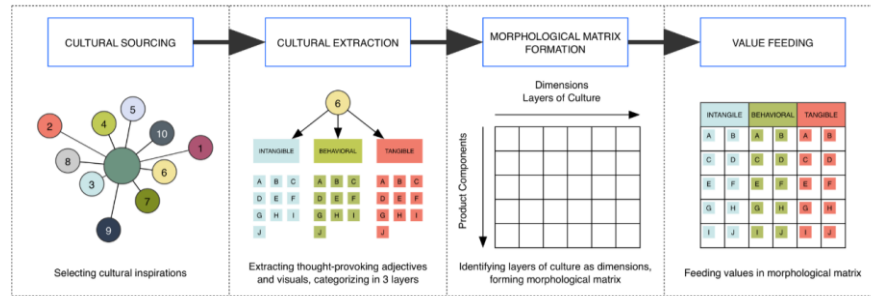 CULTURAL SOURCING
CULTURAL EXTRACTION
MORPHOLOGICAL MATRIX
FORMATION
VALUE FEEDING
5
2
4
10
1
8
6
3
7
9
Selecting cultural inspirations
6
INTANGIBLE BEHAVIORAL TANGIBLE
A B C A B C A B C
D E F D E F D E F
G H I G H I G H I
J J J
Extracting thought-provoking adjectives
and visuals, categorizing in 3 layers
Dimensions
Layers of Culture
Product Components
Identifying layers of culture as dimensions,
forming morphological matrix
INTANGIBLE BEHAVIORAL TANGIBLE
A B A B A B
C D C D C D
E F E F E F
G H G H G H
I J I J I J
Feeding values in morphological matrix